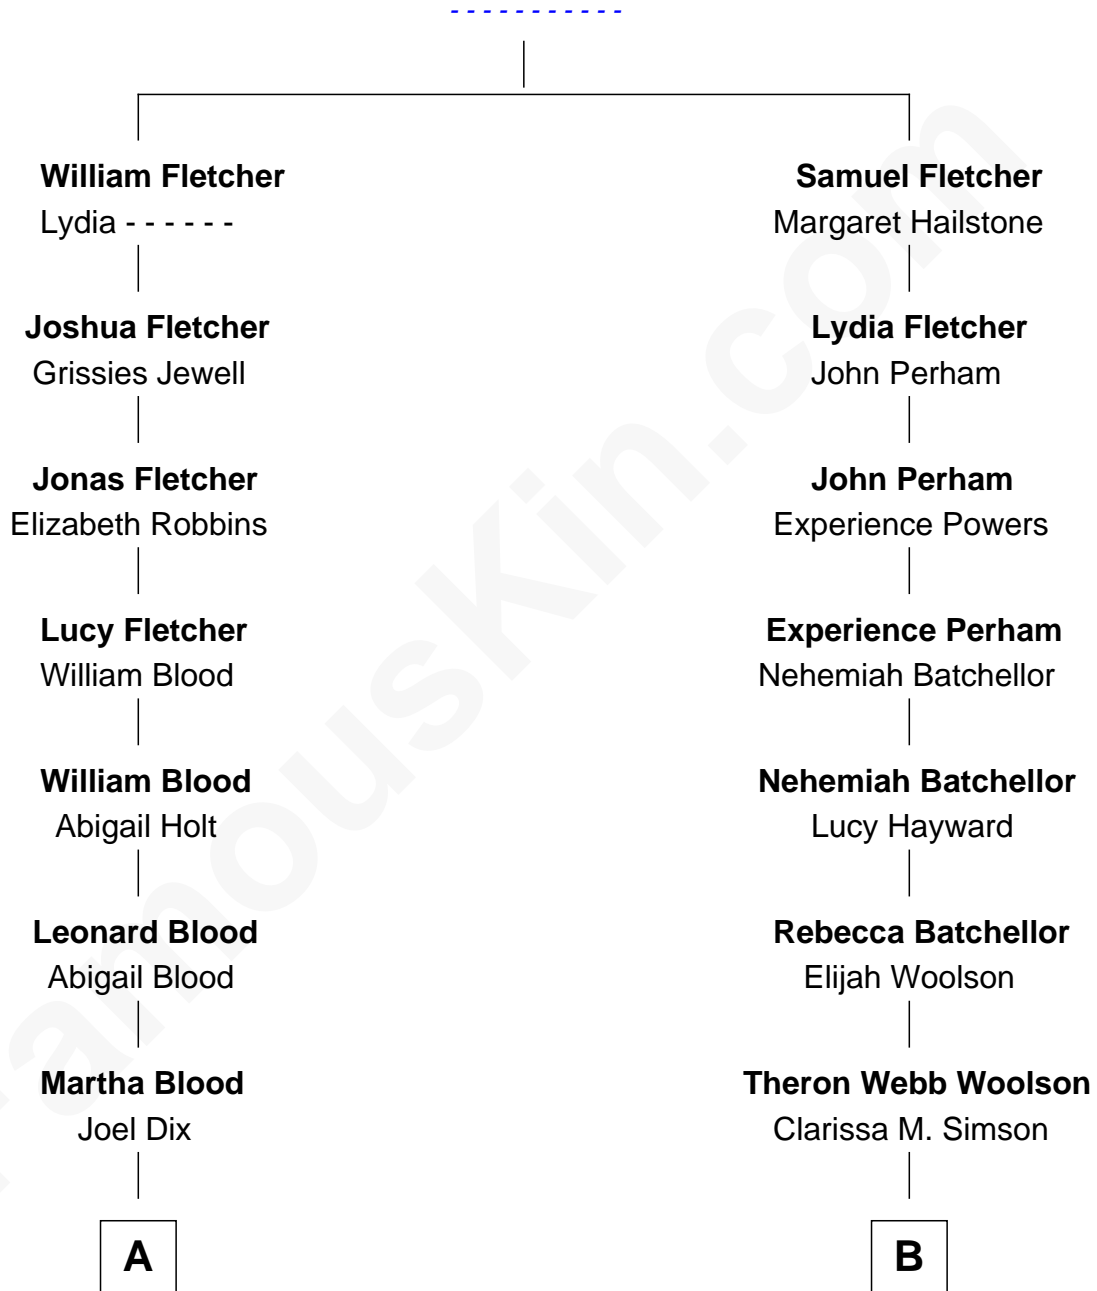 - - - - - - - - - - -
William Fletcher
Lydia - - - - - -
Joshua Fletcher
Grissies Jewell
Jonas Fletcher
Elizabeth Robbins
Lucy Fletcher
William Blood
William Blood
Abigail Holt
Leonard Blood
Abigail Blood
Martha Blood
Joel Dix
A
Samuel Fletcher
Margaret Hailstone
Lydia Fletcher
John Perham
John Perham
Experience Powers
Experience Perham
Nehemiah Batchellor
Nehemiah Batchellor
Lucy Hayward
Rebecca Batchellor
Elijah Woolson
Theron Webb Woolson
Clarissa M. Simson
B
FamousKin.com